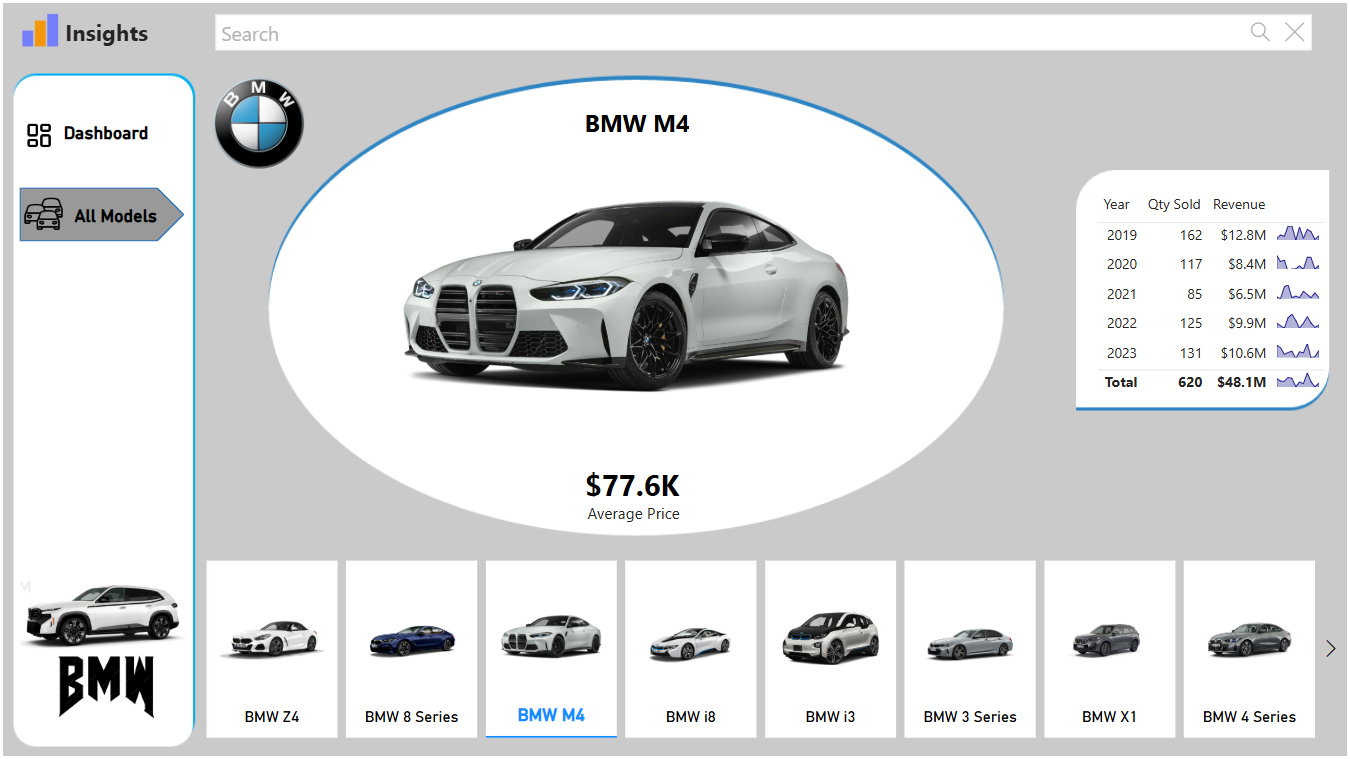 Insights
Search
Dashboard
All Models
BMW
BMW M4
$77.6K
Average Price
Year Qty Sold Revenue
2019 162 $12.8M
2020 117 $8.4M
2021 85 $6.5M
2022 125 $9.9M
2023 131 $10.6M
Total 620 $48.1M
M
BMW
BMW Z4
BMW 8 Series
BMW M4
BMW i8
BMW i3
BMW 3 Series
BMW X1
BMW 4 Series